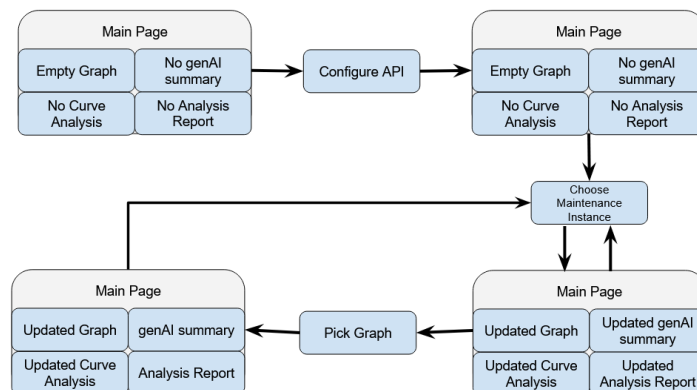 Main Page
Empty Graph
No genAI
summary
No Curve
Analysis
No Analysis
Report
Configure API
Main Page
Empty Graph
No genAI
summary
No Curve
Analysis
No Analysis
Report
Choose
Maintenance
Instance
Main Page
Updated Graph
genAI summary
Updated Curve
Analysis
Analysis Report
Pick Graph
Main Page
Updated Graph
Updated genAI
summary
Updated Curve
Analysis
Updated
Analysis Report